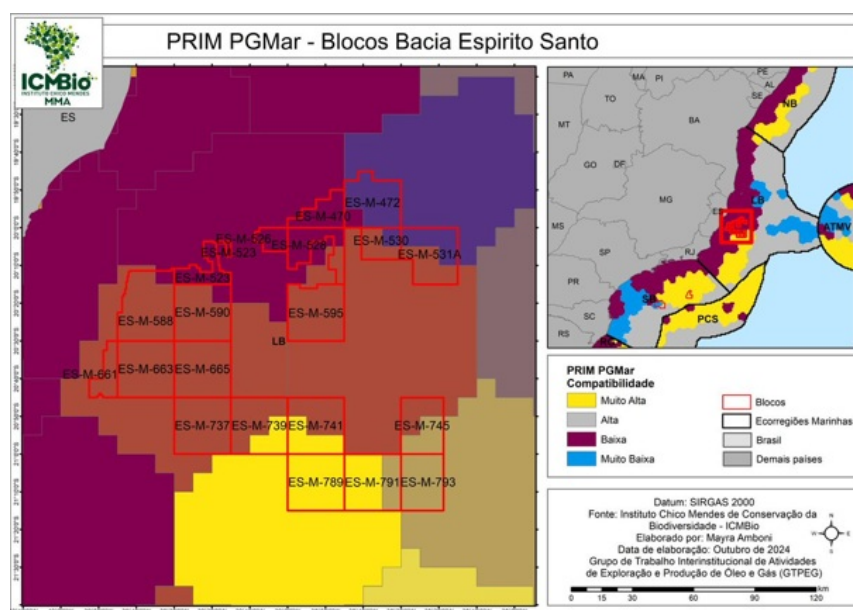 ICMBio
INSTITUTO CHICO MENDES
MMA
PRIM PGMar - Blocos Bacia Espirito Santo
ES
ES-M-472
ES-M-470
ES-M-526
ES-M-528
ES-M-530
ES-M-523
ES-M-531A
ES-M-523
ES-M-588
ES-M-590
ES-M-595
LB
ES-M-661
ES-M-663
ES-M-665
ES-M-737
ES-M-739
ES-M-741
ES-M-745
ES-M-789
ES-M-791
ES-M-793
PA
MA
PI
PE
AL
SE
TO
NB
MT
BA
GO
DF
MG
ES
LB
ATMV
MS
SP
RJ
PR
SB
SC
PCS
RS
PRIM PGMar
Compatibilidade
Muito Alta
Alta
Baixa
Muito Baixa
Blocos
Ecorregiões Marinhas
Brasil
Demais países
Datum: SIRGAS 2000
Fonte: Instituto Chico Mendes de Conservação da
Biodiversidade - ICMBio
Elaborado por: Mayra Amboni
Data de elaboração: Outubro de 2024
Grupo de Trabalho Interinstitucional de Atividades
de Exploração e Produção de Óleo e Gás (GTPEG)
N
W
E
S
0 15 30 60 90 120
Km